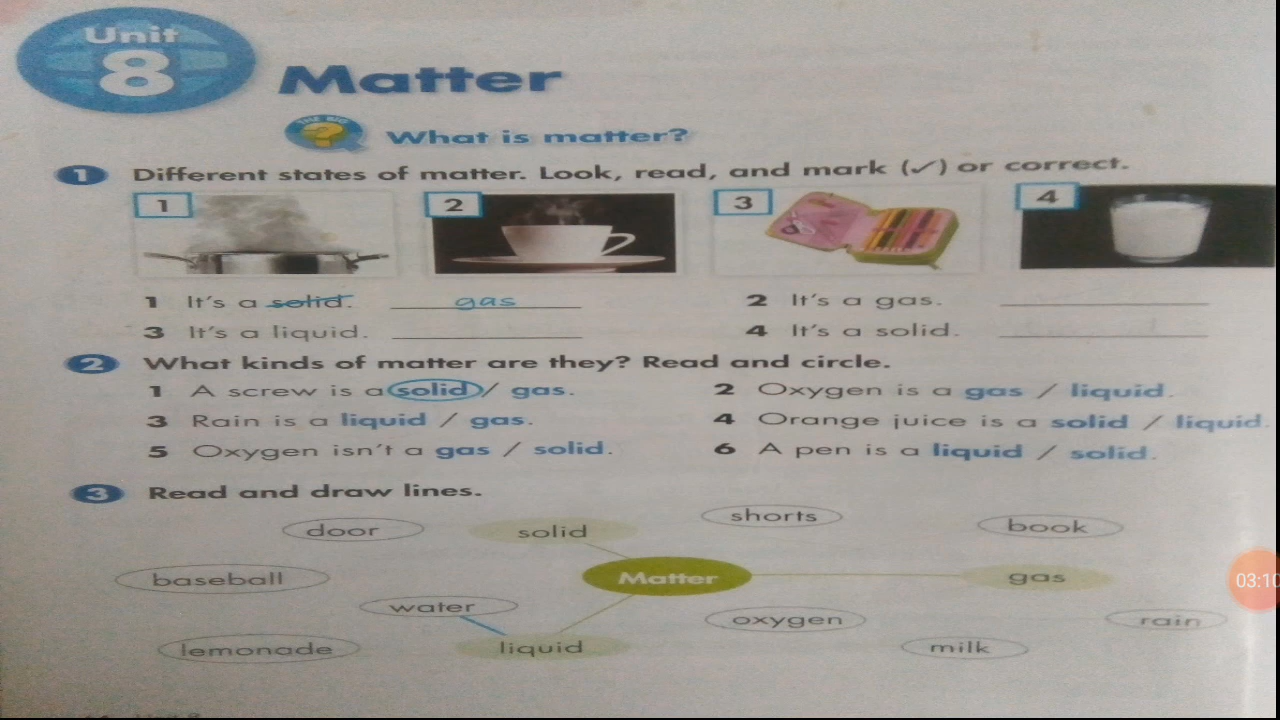 Unit
8
Matter
THE BIG
?
What is matter?
1 Different states of matter. Look, read, and mark (✓) or correct.
1 2 3 4
1 It's a solid. gas
2 It's a gas.
3 It's a liquid.
4 It's a solid.
2 What kinds of matter are they? Read and circle.
1 A screw is a solid / gas.
2 Oxygen is a gas / liquid.
3 Rain is a liquid / gas.
4 Orange juice is a solid / liquid.
5 Oxygen isn't a gas / solid.
6 A pen is a liquid / solid.
3 Read and draw lines.
door solid shorts book
baseball Matter gas
water oxygen rain
lemonade liquid milk
03:10